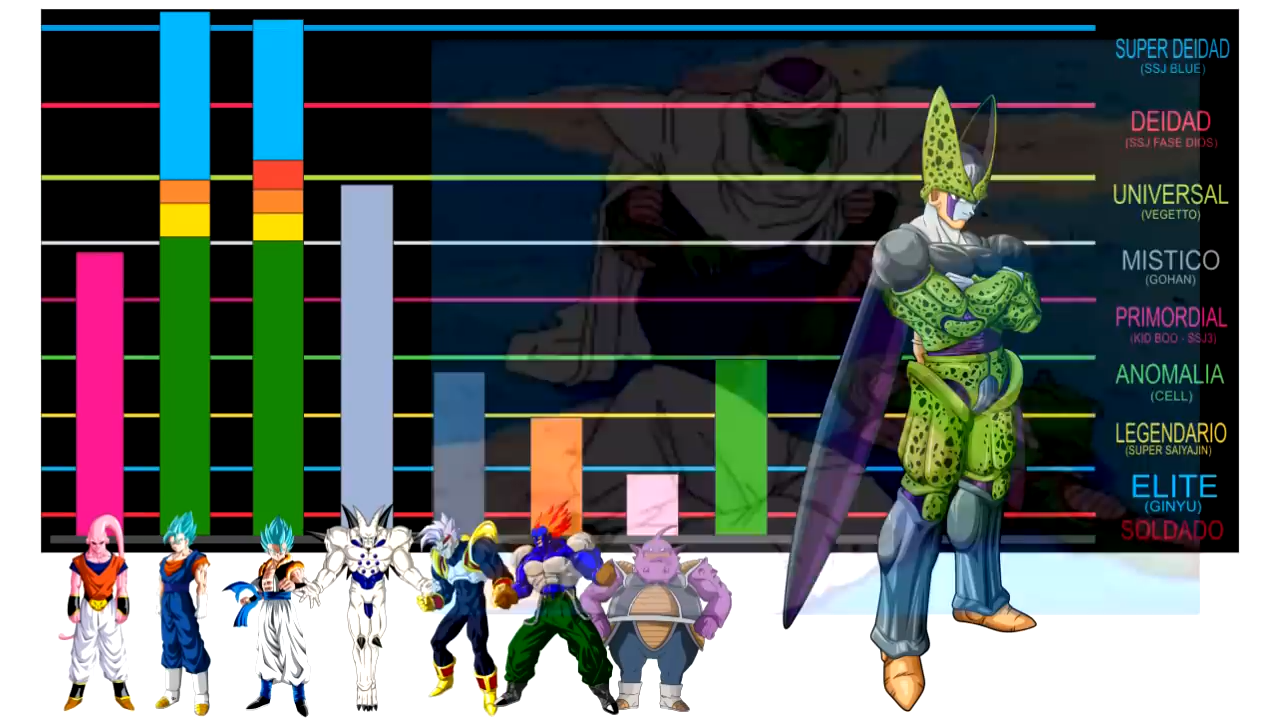 SUPER DEIDAD
(SSJ BLUE)
DEIDAD
(SSJ FASE DIOS)
UNIVERSAL
(VEGETTO)
MISTICO
(GOHAN)
PRIMORDIAL
(KID BOO - SSJ3)
ANOMALIA
(CELL)
LEGENDARIO
(SUPER SAIYAJIN)
ELITE
(GINYU)
SOLDADO